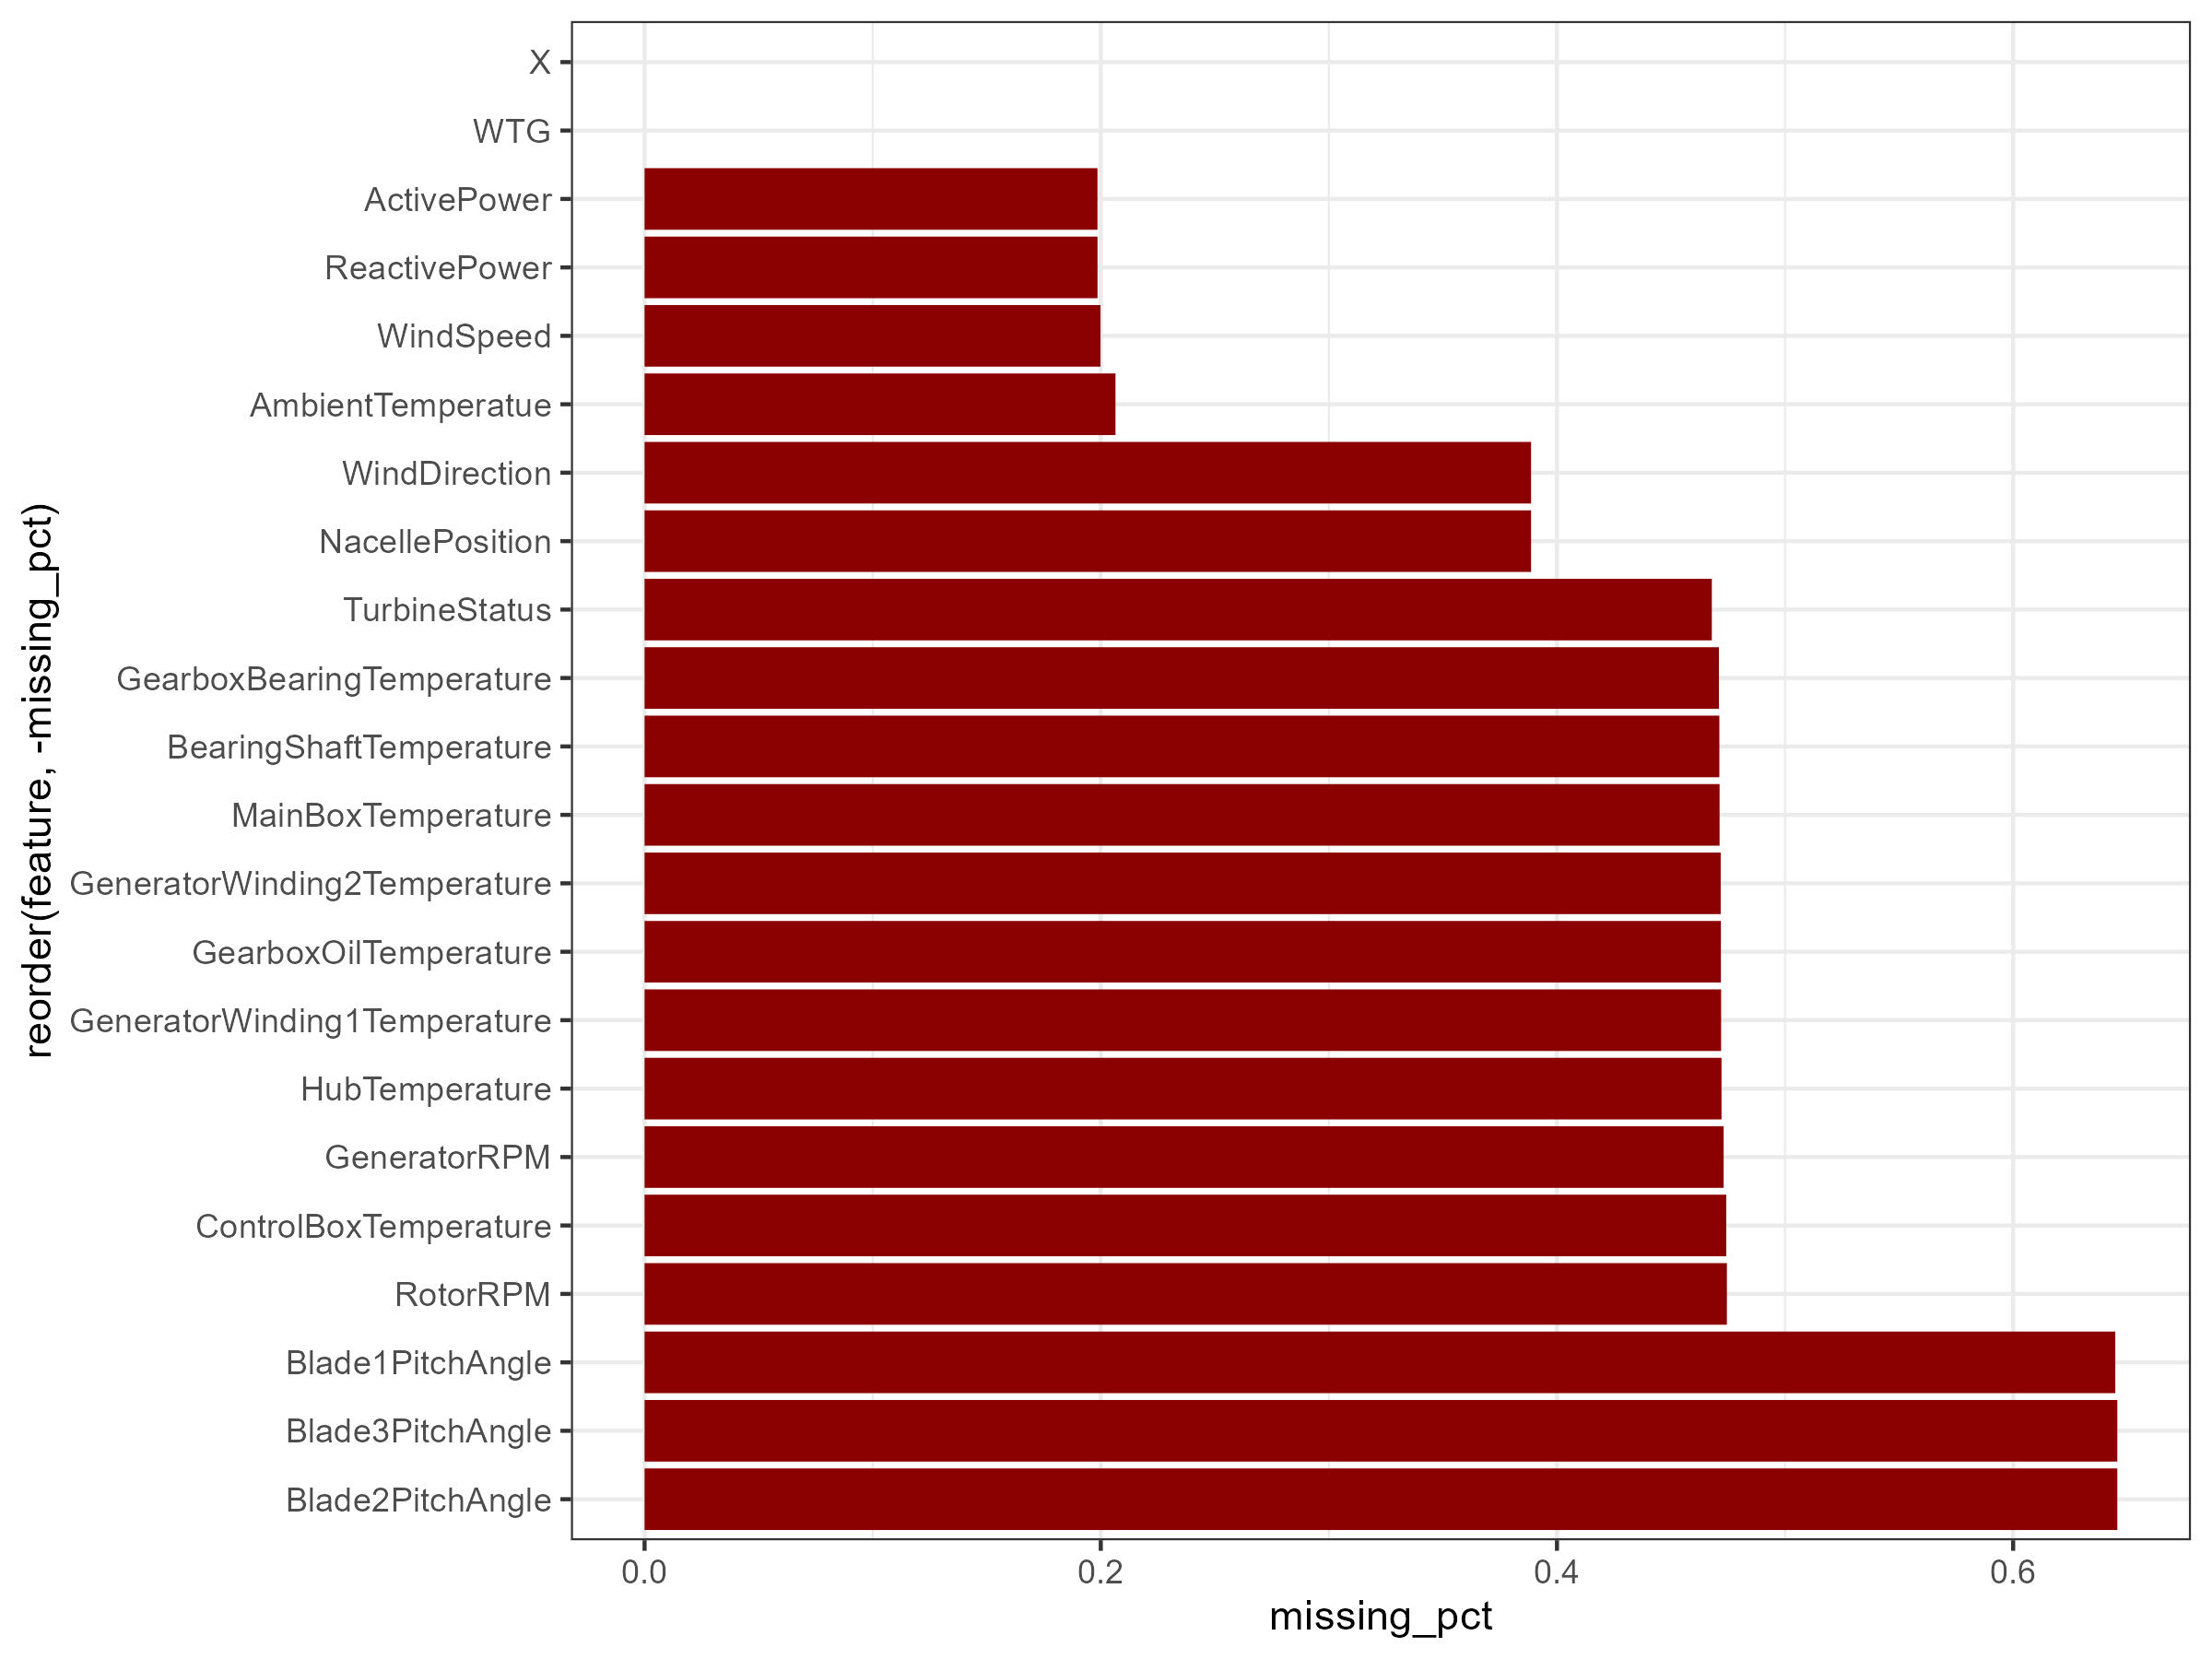 reorder(feature, -missing_pct)
X
WTG
ActivePower
ReactivePower
WindSpeed
AmbientTemperatue
WindDirection
NacellePosition
TurbineStatus
GearboxBearingTemperature
BearingShaftTemperature
MainBoxTemperature
GeneratorWinding2Temperature
GearboxOilTemperature
GeneratorWinding1Temperature
HubTemperature
GeneratorRPM
ControlBoxTemperature
RotorRPM
Blade1PitchAngle
Blade3PitchAngle
Blade2PitchAngle
0.0 0.2 0.4 0.6
missing_pct